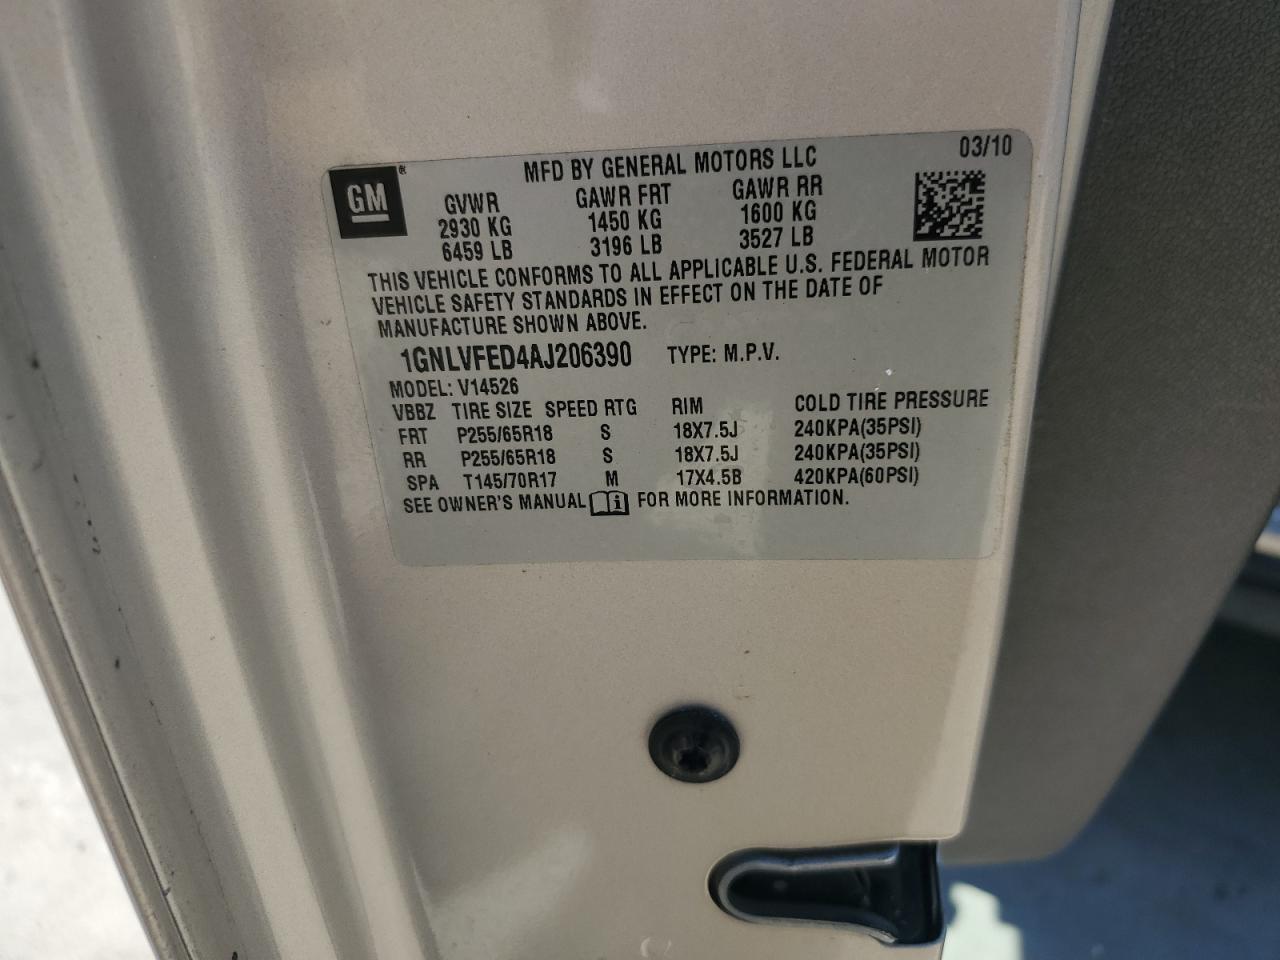 MFD BY GENERAL MOTORS LLC 03/10
GM®
GVWR GAWR FRT GAWR RR
2930 KG 1450 KG 1600 KG
6459 LB 3196 LB 3527 LB
THIS VEHICLE CONFORMS TO ALL APPLICABLE U.S. FEDERAL MOTOR
VEHICLE SAFETY STANDARDS IN EFFECT ON THE DATE OF
MANUFACTURE SHOWN ABOVE.
1GNLVFED4AJ206390 TYPE: M.P.V.
MODEL: V14526
VBBZ TIRE SIZE SPEED RTG RIM COLD TIRE PRESSURE
FRT P255/65R18 S 18X7.5J 240KPA(35PSI)
RR P255/65R18 S 18X7.5J 240KPA(35PSI)
SPA T145/70R17 M 17X4.5B 420KPA(60PSI)
SEE OWNER'S MANUAL i FOR MORE INFORMATION.